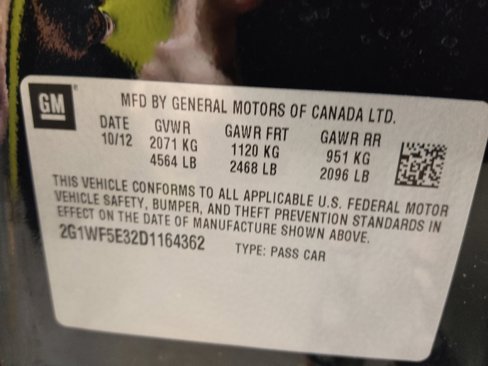 GM
MFD BY GENERAL MOTORS OF CANADA LTD.
DATE GVWR GAWR FRT GAWR RR
10/12 2071 KG 1120 KG 951 KG
4564 LB 2468 LB 2096 LB
THIS VEHICLE CONFORMS TO ALL APPLICABLE U.S. FEDERAL MOTOR
VEHICLE SAFETY, BUMPER, AND THEFT PREVENTION STANDARDS IN
EFFECT ON THE DATE OF MANUFACTURE SHOWN ABOVE.
2G1WF5E32D1164362 TYPE: PASS CAR